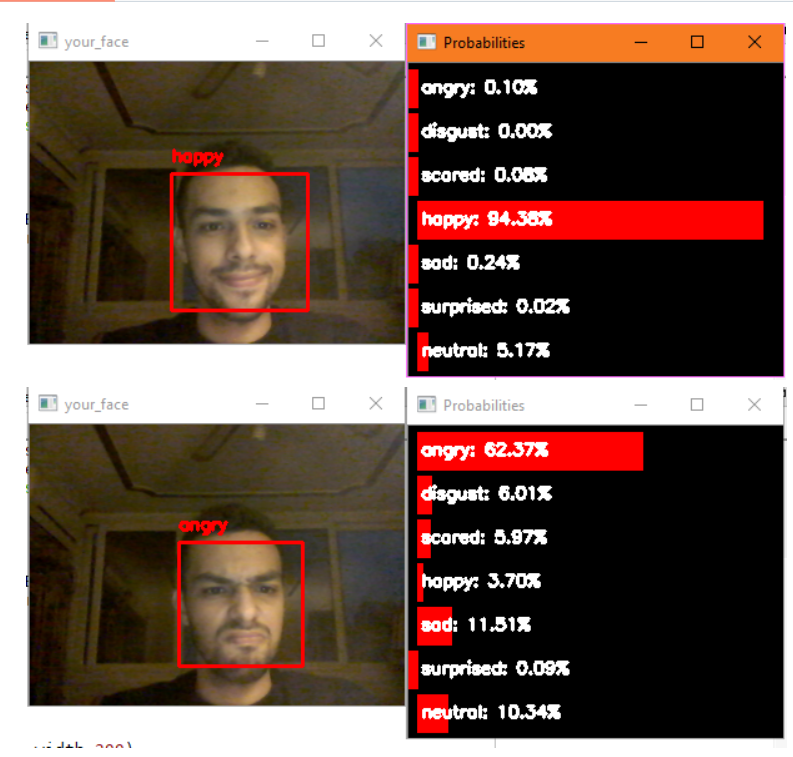 your_face
Probabilities
happy
angry: 0.10%
disgust: 0.00%
scared: 0.08%
happy: 94.38%
sad: 0.24%
surprised: 0.02%
neutral: 5.17%
your_face
Probabilities
angry
angry: 62.37%
disgust: 6.01%
scared: 5.97%
happy: 3.70%
sad: 11.51%
surprised: 0.09%
neutral: 10.34%